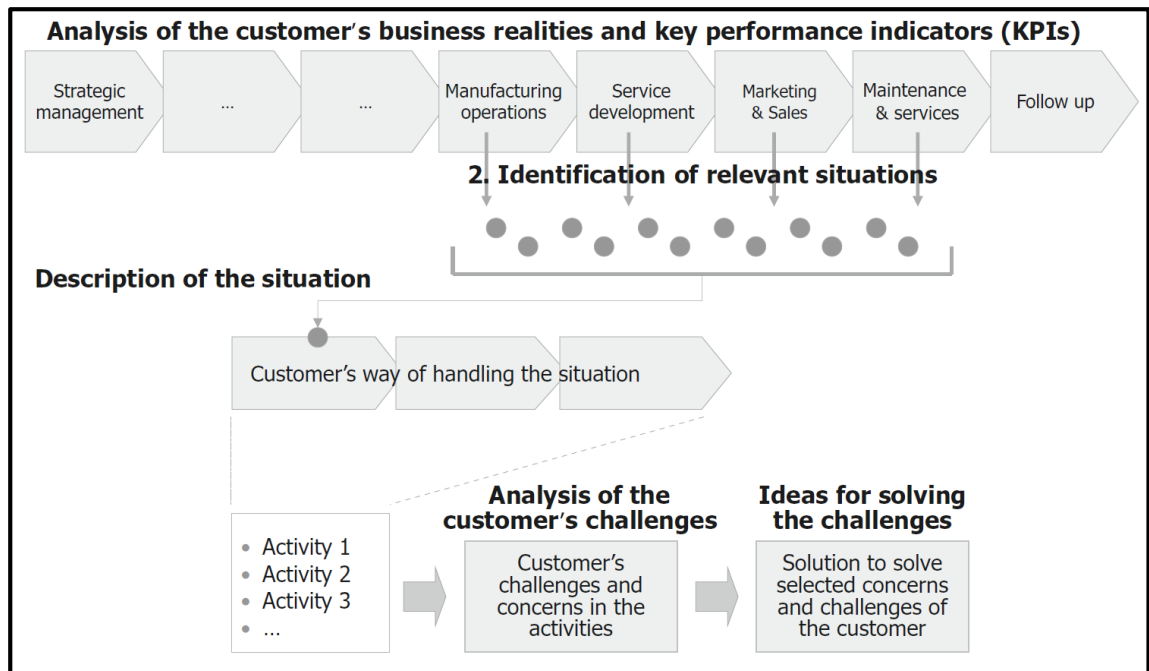 Analysis of the customer's business realities and key performance indicators (KPIs)
Strategic
management
...
...
Manufacturing
operations
Service
development
Marketing
& Sales
Maintenance
& services
Follow up
2. Identification of relevant situations
Description of the situation
Customer's way of handling the situation
Analysis of the
customer's challenges
Ideas for solving
the challenges
• Activity 1
• Activity 2
• Activity 3
• ...
Customer's
challenges and
concerns in the
activities
Solution to solve
selected concerns
and challenges of
the customer